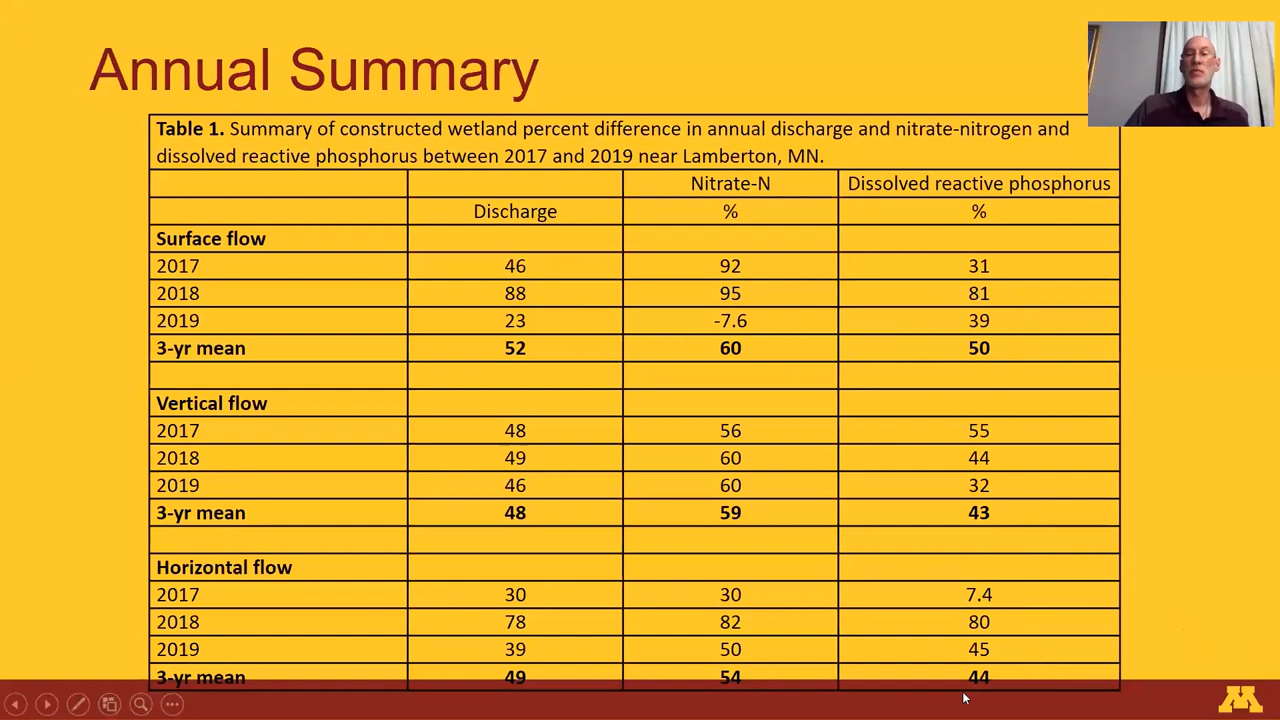 Annual Summary
Table 1. Summary of constructed wetland percent difference in annual discharge and nitrate-nitrogen and
dissolved reactive phosphorus between 2017 and 2019 near Lamberton, MN.
Nitrate-N Dissolved reactive phosphorus
Discharge % %
Surface flow
2017 46 92 31
2018 88 95 81
2019 23 -7.6 39
3-yr mean 52 60 50
Vertical flow
2017 48 56 55
2018 49 60 44
2019 46 60 32
3-yr mean 48 59 43
Horizontal flow
2017 30 30 7.4
2018 78 82 80
2019 39 50 45
3-yr mean 49 54 44
M